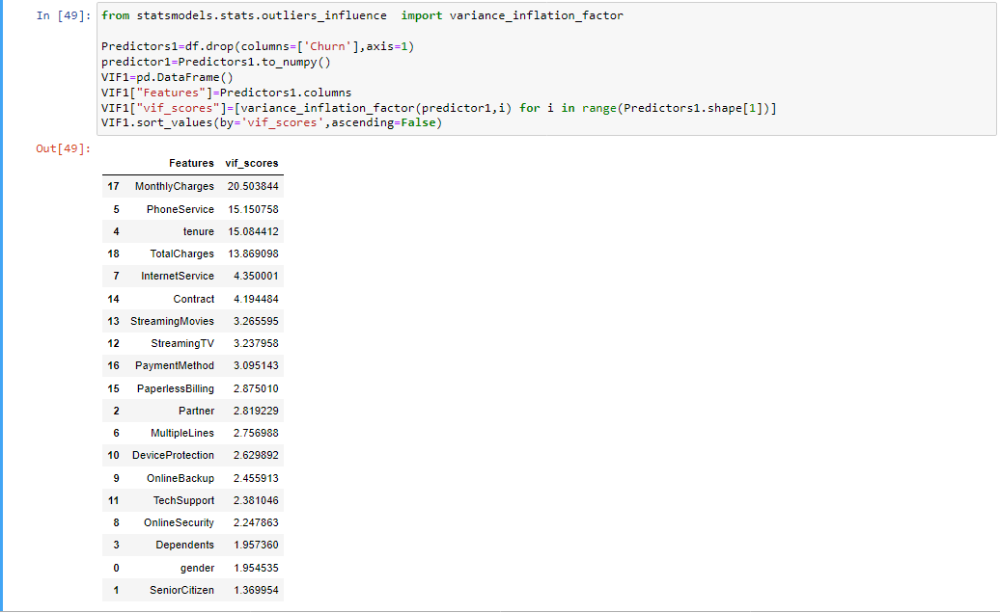 In [49]: from statsmodels.stats.outliers_influence  import variance_inflation_factor
Predictors1=df.drop(columns=['Churn'],axis=1)
predictor1=Predictors1.to_numpy()
VIF1=pd.DataFrame()
VIF1["Features"]=Predictors1.columns
VIF1["vif_scores"]=[variance_inflation_factor(predictor1,i) for i in range(Predictors1.shape[1])]
VIF1.sort_values(by='vif_scores',ascending=False)
Out[49]:
Features vif_scores
17 MonthlyCharges 20.503844
5 PhoneService 15.150758
4 tenure 15.084412
18 TotalCharges 13.869098
7 InternetService 4.350001
14 Contract 4.194484
13 StreamingMovies 3.265595
12 StreamingTV 3.237958
16 PaymentMethod 3.095143
15 PaperlessBilling 2.875010
2 Partner 2.819229
6 MultipleLines 2.756988
10 DeviceProtection 2.629892
9 OnlineBackup 2.455913
11 TechSupport 2.381046
8 OnlineSecurity 2.247863
3 Dependents 1.957360
0 gender 1.954535
1 SeniorCitizen 1.369954